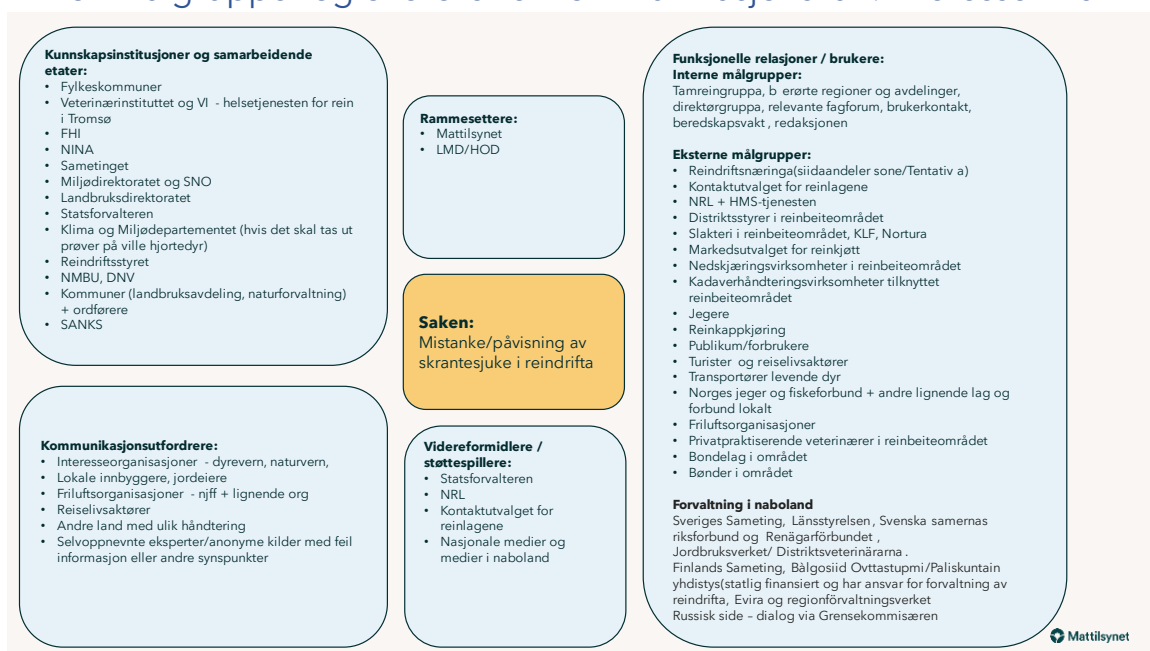 Kunnskapsinstitusjoner og samarbeidende
etater:
• Fylkeskommuner
• Veterinærinstituttet og VI - helsetjenesten for rein
i Tromsø
• FHI
• NINA
• Sametinget
• Miljødirektoratet og SNO
• Landbruksdirektoratet
• Statsforvalteren
• Klima og Miljødepartementet (hvis det skal tas ut
prøver på ville hjortedyr)
• Reindriftsstyret
• NMBU, DNV
• Kommuner (landbruksavdeling, naturforvaltning)
+ ordførere
• SANKS
Kommunikasjonsutfordrere:
• Interesseorganisasjoner - dyrevern, naturvern,
• Lokale innbyggere, jordeiere
• Friluftsorganisasjoner - njff + lignende org
• Reiselivsaktører
• Andre land med ulik håndtering
• Selvoppnevnte eksperter/anonyme kilder med feil
informasjon eller andre synspunkter
Rammesettere:
• Mattilsynet
• LMD/HOD
Saken:
Mistanke/påvisning av
skrantesjuke i reindrifta
Videreformidlere /
støttespillere:
• Statsforvalteren
• NRL
• Kontaktutvalget for
reinlagene
• Nasjonale medier og
medier i naboland
Funksjonelle relasjoner / brukere:
Interne målgrupper:
Tamreingruppa, b erørte regioner og avdelinger,
direktørgruppa, relevante fagforum, brukerkontakt,
beredskapsvakt , redaksjonen
Eksterne målgrupper:
• Reindriftsnæringa(siidaandeler sone/Tentativ a)
• Kontaktutvalget for reinlagene
• NRL + HMS-tjenesten
• Distriktsstyrer i reinbeiteområdet
• Slakteri i reinbeiteområdet, KLF, Nortura
• Markedsutvalget for reinkjøtt
• Nedskjæringsvirksomheter i reinbeiteområdet
• Kadaverhåndteringsvirksomheter tilknyttet
reinbeiteområdet
• Jegere
• Reinkappkjøring
• Publikum/forbrukere
• Turister og reiselivsaktører
• Transportører levende dyr
• Norges jeger og fiskeforbund + andre lignende lag og
forbund lokalt
• Friluftsorganisasjoner
• Privatpraktiserende veterinærer i reinbeiteområdet
• Bondelag i området
• Bønder i området
Forvaltning i naboland
Sveriges Sameting, Länsstyrelsen , Svenska samernas
riksforbund og Renägarförbundet ,
Jordbruksverket/ Distriktsveterinärarna .
Finlands Sameting, Bàlgosiid Ovttastupmi/Paliskuntain
yhdistys(statlig finansiert og har ansvar for forvaltning av
reindrifta, Evira og regionförvaltningsverket
Russisk side – dialog via Grensekommisæren
Mattilsynet